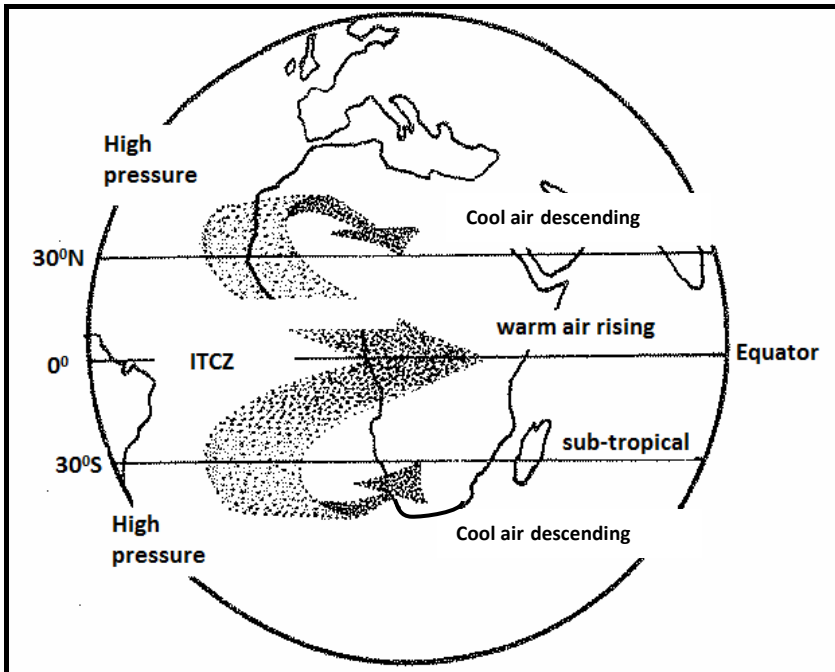 High
pressure
Cool air descending
30⁰N
warm air rising
0⁰
ITCZ
Equator
sub-tropical
30⁰S
High
pressure
Cool air descending